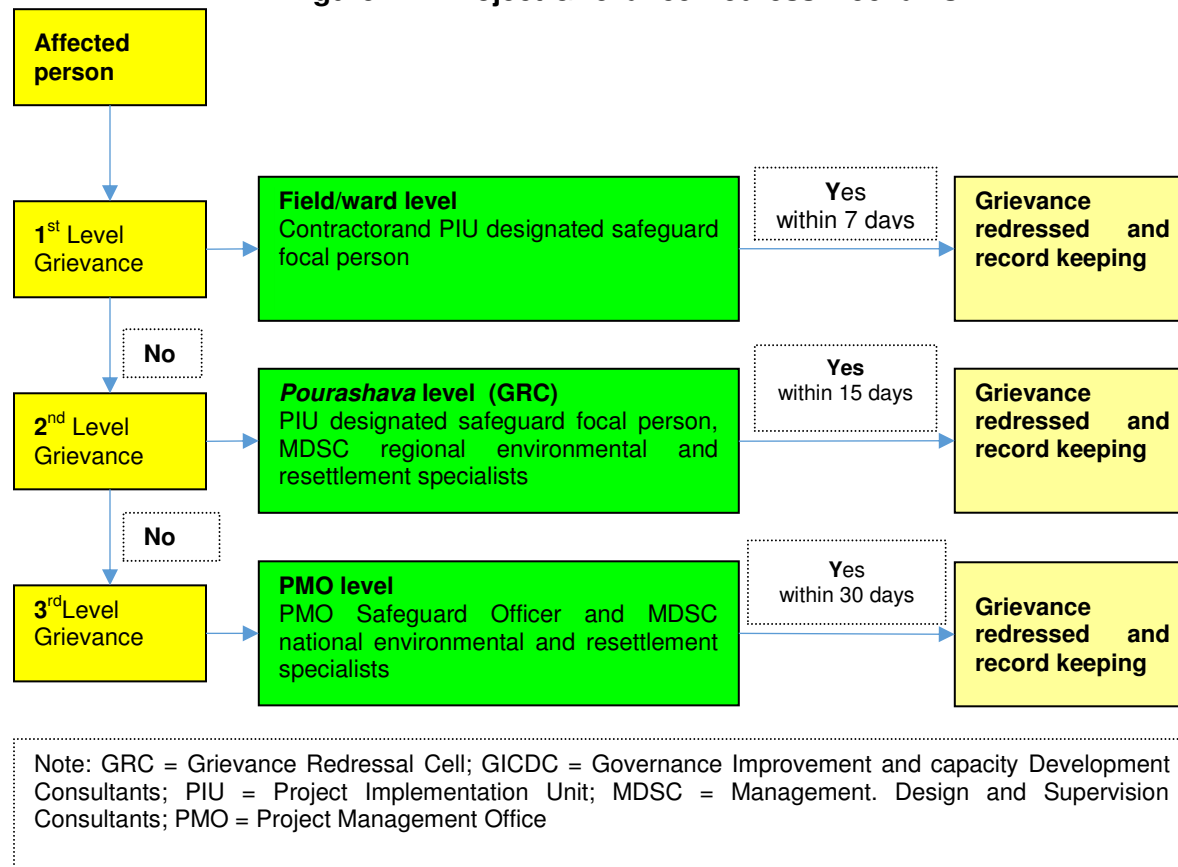 Affected
person
1st Level
Grievance
Field/ward level
Contractorand PIU designated safeguard
focal person
Yes
within 7 days
Grievance
redressed and
record keeping
No
2nd Level
Grievance
Pourashava level (GRC)
PIU designated safeguard focal person,
MDSC regional environmental and
resettlement specialists
Yes
within 15 days
Grievance
redressed and
record keeping
No
3rdLevel
Grievance
PMO level
PMO Safeguard Officer and MDSC
national environmental and resettlement
specialists
Yes
within 30 days
Grievance
redressed and
record keeping
Note: GRC = Grievance Redressal Cell; GICDC = Governance Improvement and capacity Development
Consultants; PIU = Project Implementation Unit; MDSC = Management. Design and Supervision
Consultants; PMO = Project Management Office